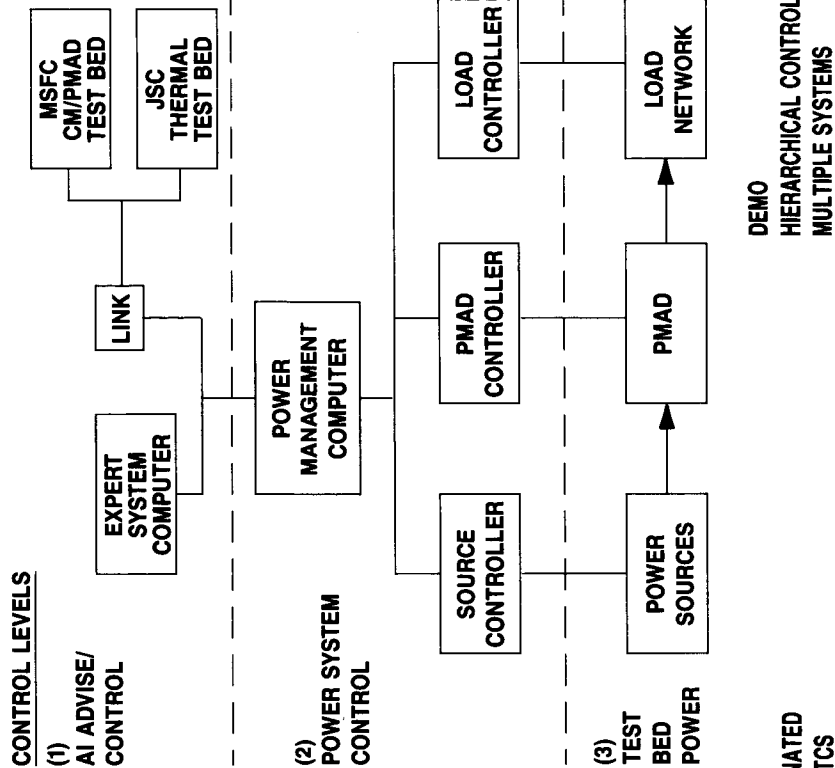 CONTROL LEVELS
(1)
AI ADVISE/
CONTROL
EXPERT
SYSTEM
COMPUTER
LINK
MSFC
CM/PMAD
TEST BED
JSC
THERMAL
TEST BED
(2)
POWER SYSTEM
CONTROL
POWER
MANAGEMENT
COMPUTER
SOURCE
CONTROLLER
PMAD
CONTROLLER
LOAD
CONTROLLER
(3)
TEST
BED
POWER
POWER
SOURCES
PMAD
LOAD
NETWORK
DEMO
HIERARCHICAL CONTROL
MULTIPLE SYSTEMS
NATED
TCS